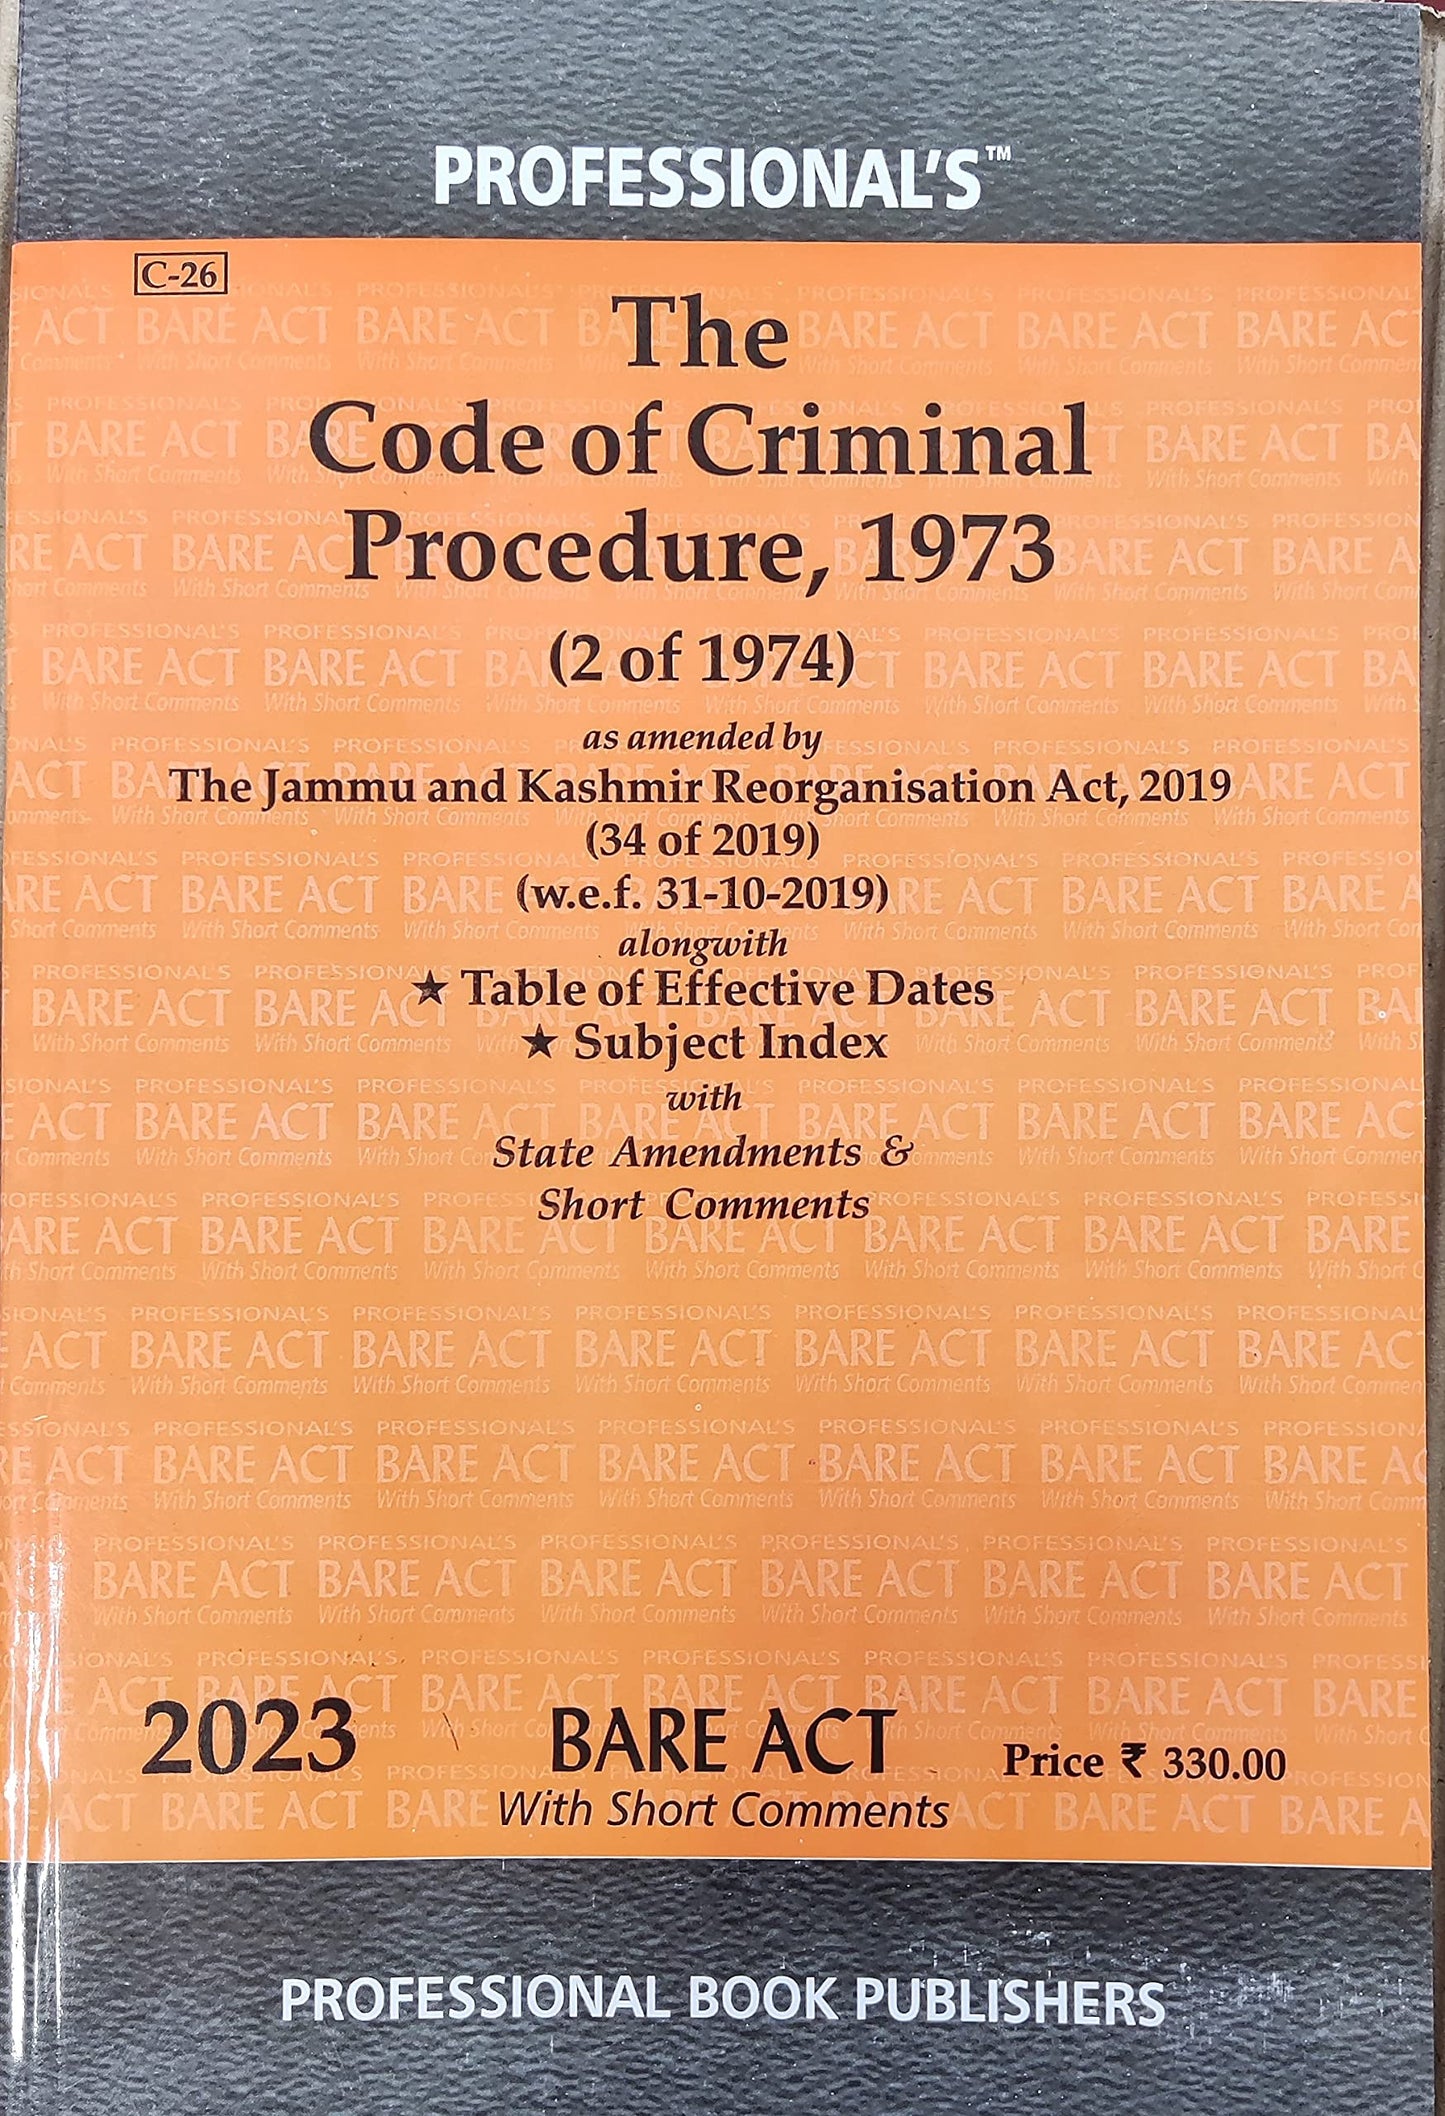 PROFESSIONAL'S™
C-26
The
Code of Criminal
Procedure, 1973
(2 of 1974)
as amended by
The Jammu and Kashmir Reorganisation Act, 2019
(34 of 2019)
(w.e.f. 31-10-2019)
alongwith
★ Table of Effective Dates
★ Subject Index
with
State Amendments &
Short Comments
2023
BARE ACT
Price ₹ 330.00
With Short Comments
PROFESSIONAL BOOK PUBLISHERS